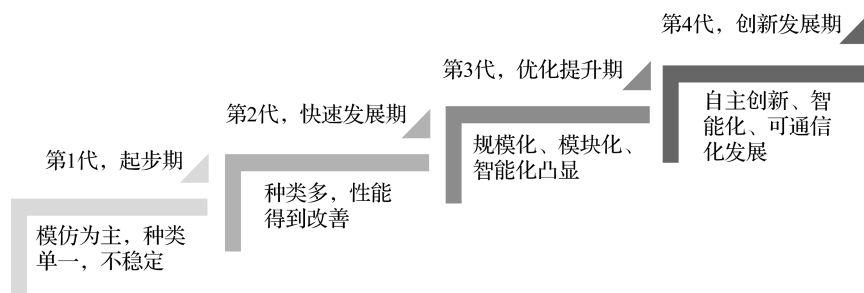 第1代，起步期
模仿为主，种类
单一，不稳定
第2代，快速发展期
种类多，性能
得到改善
第3代，优化提升期
规模化、模块化、
智能化凸显
第4代，创新发展期
自主创新、智
能化、可通信
化发展